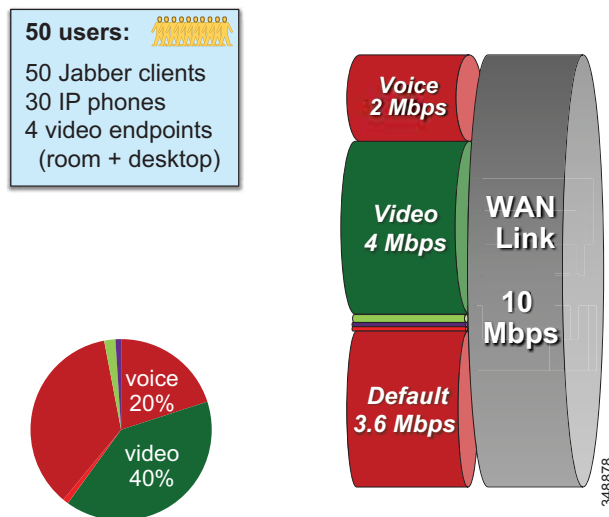 50 users:
50 Jabber clients
30 IP phones
4 video endpoints
(room + desktop)
Voice
2 Mbps
Video
4 Mbps
WAN
Link
10
Mbps
Default
3.6 Mbps
voice
20%
video
40%
348878